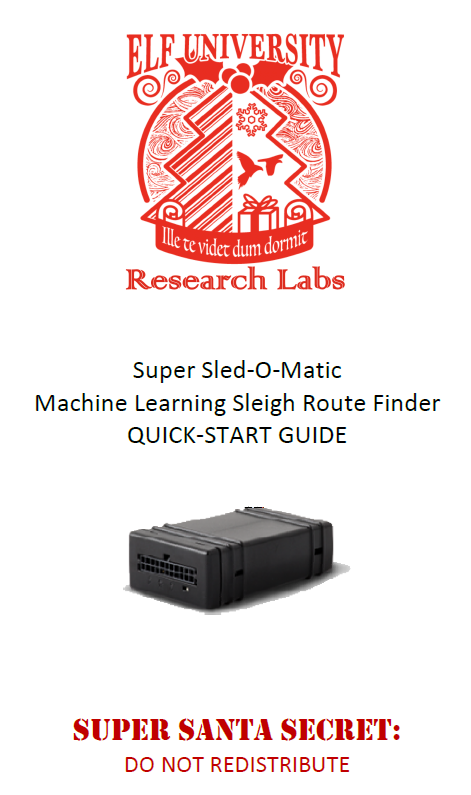 ELF UNIVERSITY
Ille te videt dum dormit
Research Labs
Super Sled-O-Matic
Machine Learning Sleigh Route Finder
QUICK-START GUIDE
SUPER SANTA SECRET:
DO NOT REDISTRIBUTE